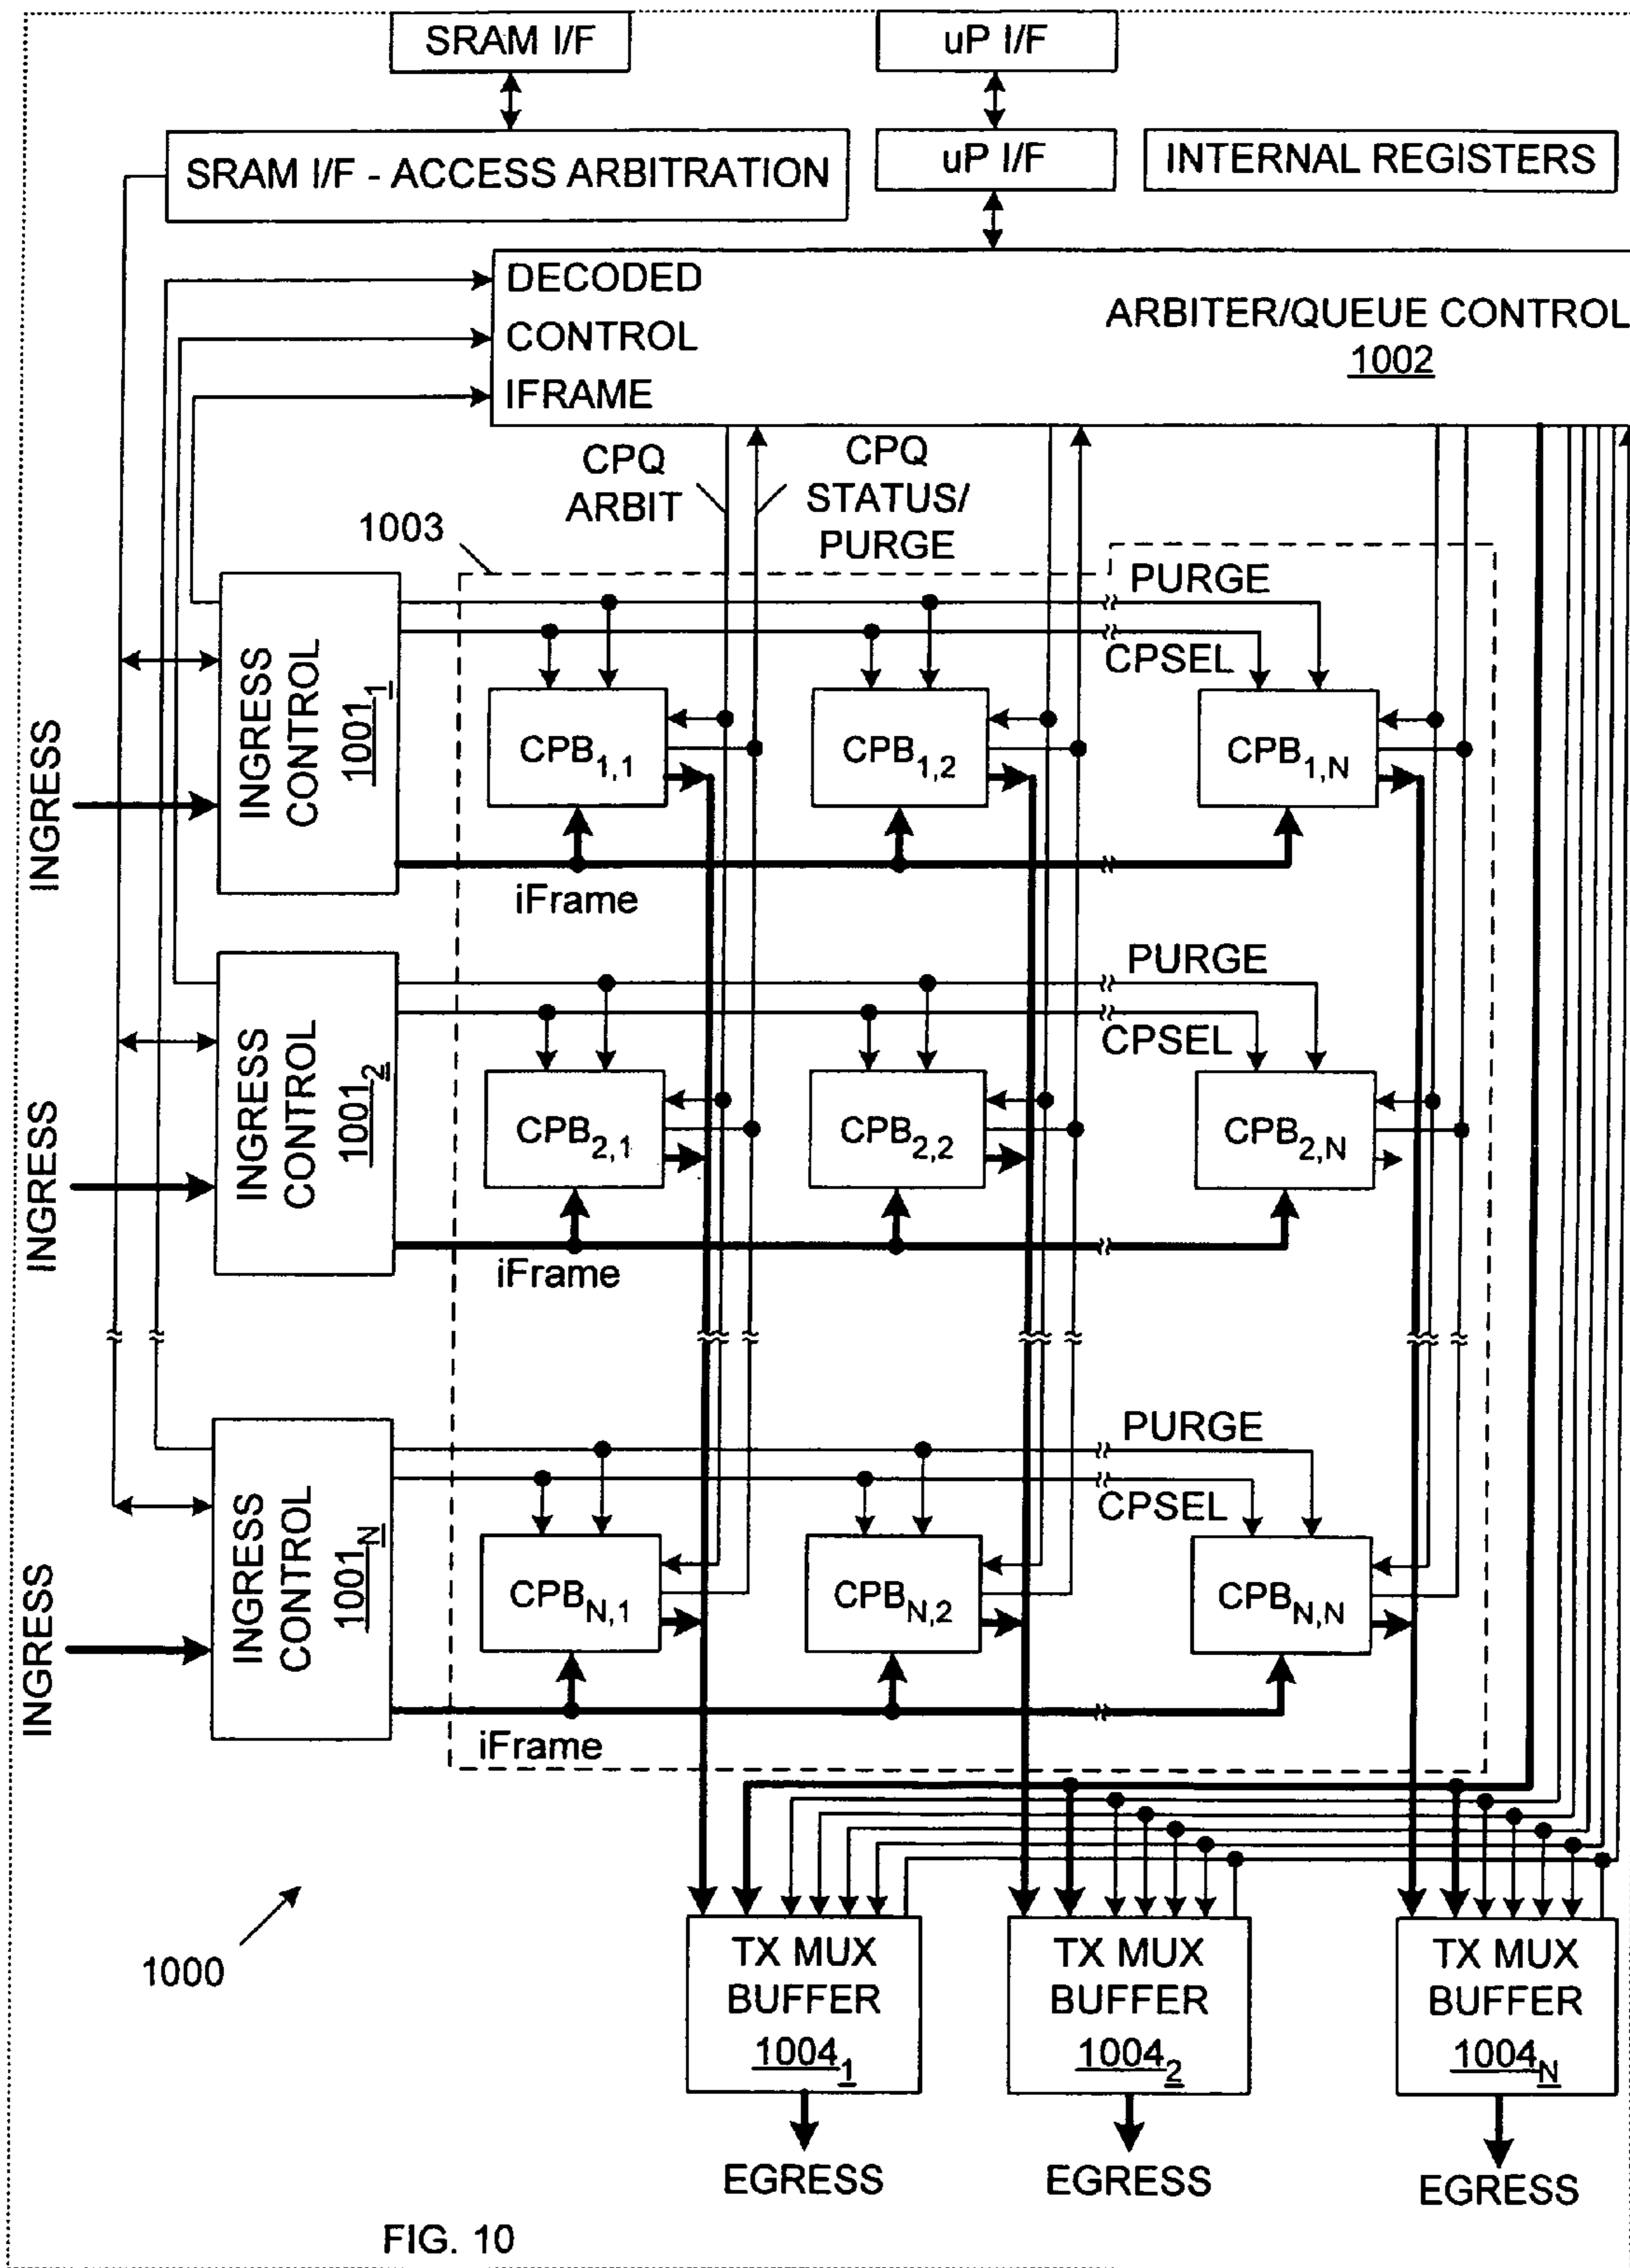 SRAM I/F
uP I/F
SRAM I/F - ACCESS ARBITRATION
uP I/F
INTERNAL REGISTERS
DECODED
CONTROL
IFRAME
ARBITER/QUEUE CONTROL
1002
CPQ
ARBIT
CPQ
STATUS/
PURGE
1003
PURGE
CPSEL
INGRESS
INGRESS
CONTROL
1001₁
CPB₁,₁
CPB₁,₂
CPB₁,N
iFrame
PURGE
CPSEL
INGRESS
INGRESS
CONTROL
1001₂
CPB₂,₁
CPB₂,₂
CPB₂,N
iFrame
PURGE
CPSEL
INGRESS
INGRESS
CONTROL
1001N
CPBN,₁
CPBN,₂
CPBN,N
iFrame
1000
TX MUX
BUFFER
1004₁
TX MUX
BUFFER
1004₂
TX MUX
BUFFER
1004N
EGRESS
EGRESS
EGRESS
FIG. 10